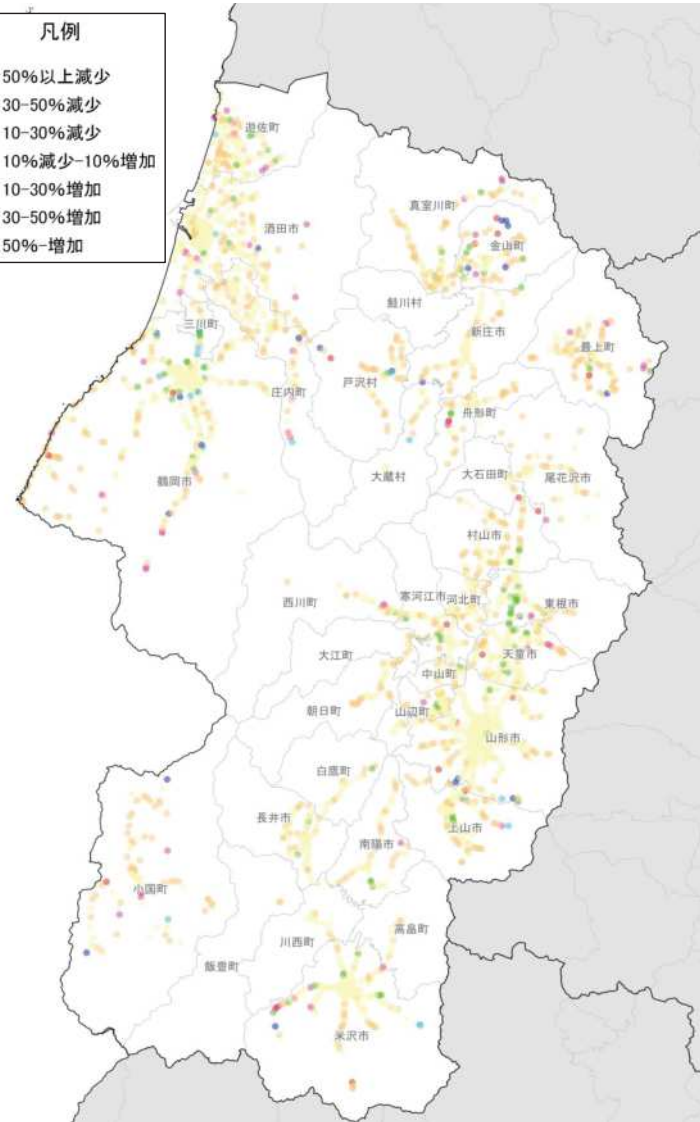 凡例
50%以上減少
30-50%減少
10-30%減少
10%減少-10%増加
10-30%増加
30-50%増加
50%-増加
遊佐町
酒田市
真室川町
金山町
鮭川村
三川町
新庄市
最上町
戸沢村
庄内町
舟形町
大蔵村
大石田町
尾花沢市
鶴岡市
村山市
西川町
寒河江市
河北町
東根市
大江町
天童市
中山町
朝日町
山辺町
山形市
白鷹町
長井市
上山市
南陽市
小国町
高畠町
川西町
飯豊町
米沢市